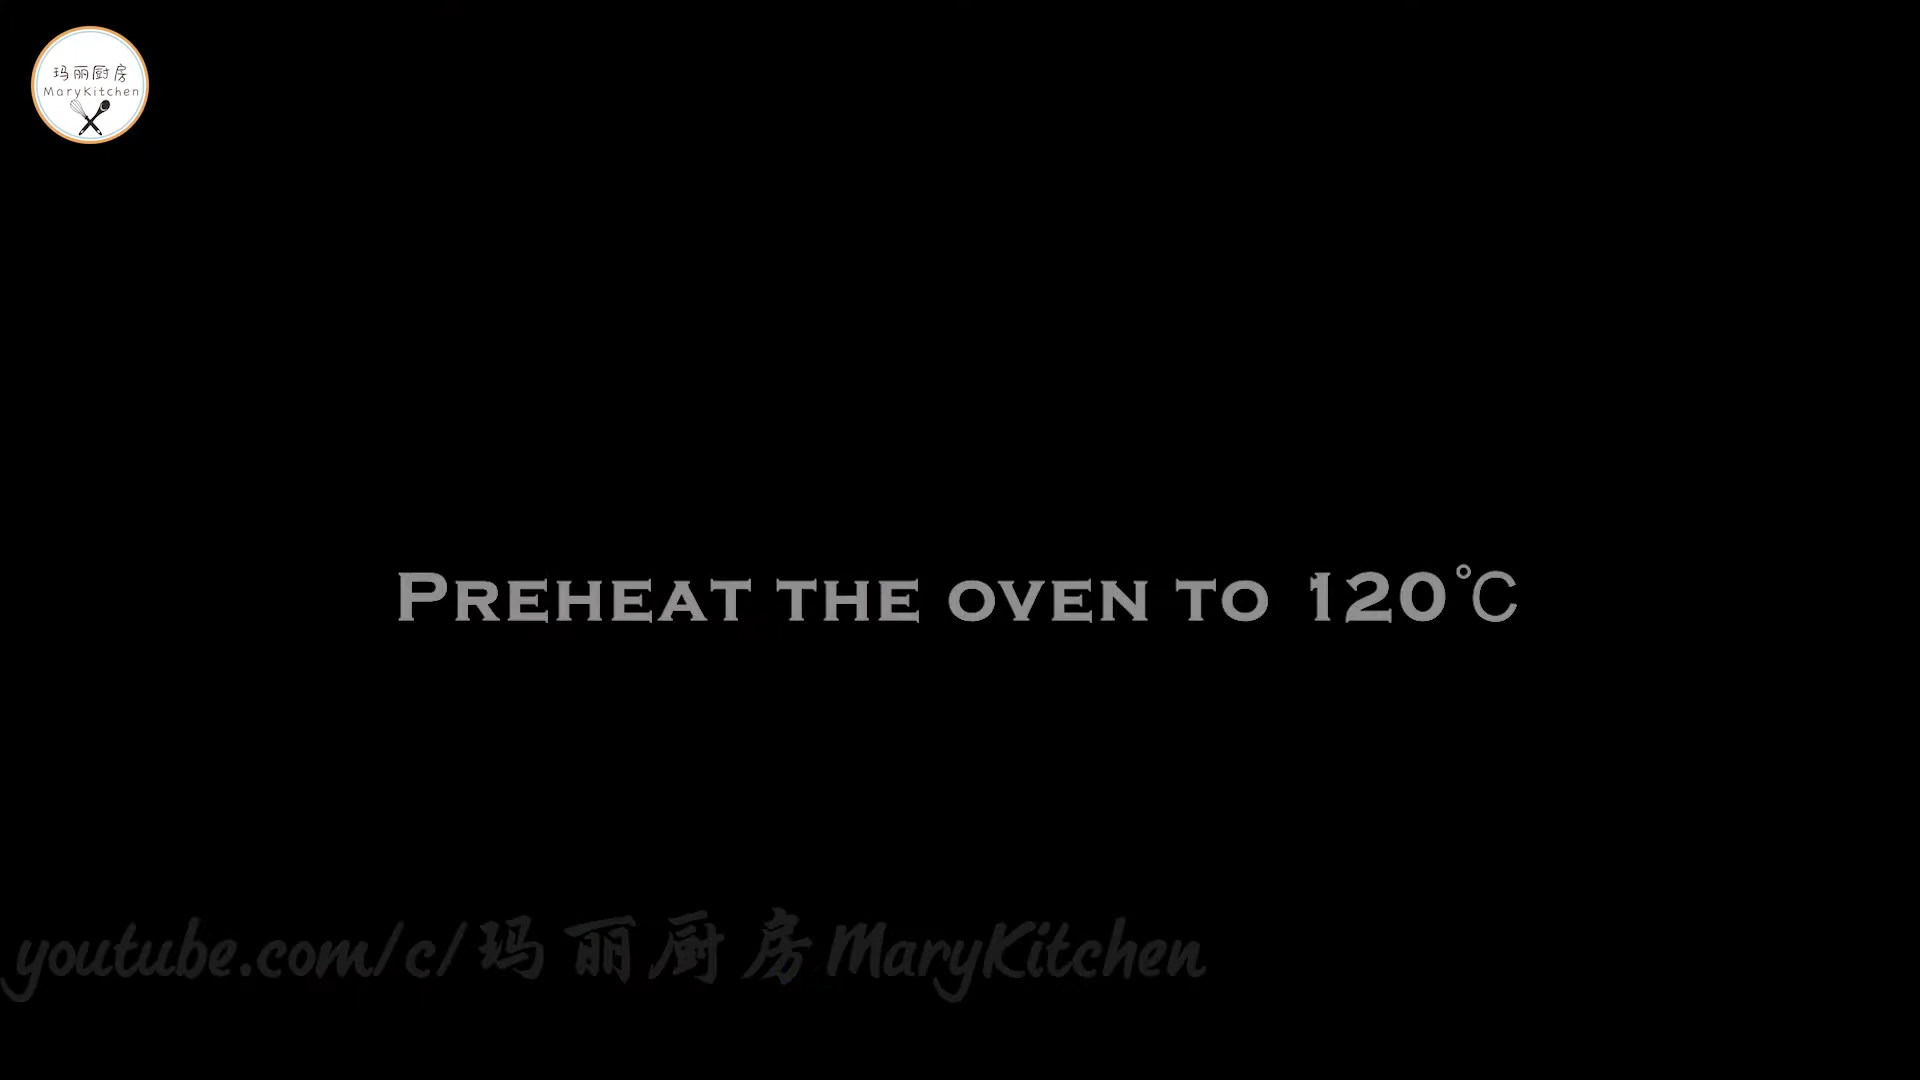 玛丽厨房
MaryKitchen
Preheat the oven to 120℃
youtube.com/c/玛丽厨房MaryKitchen